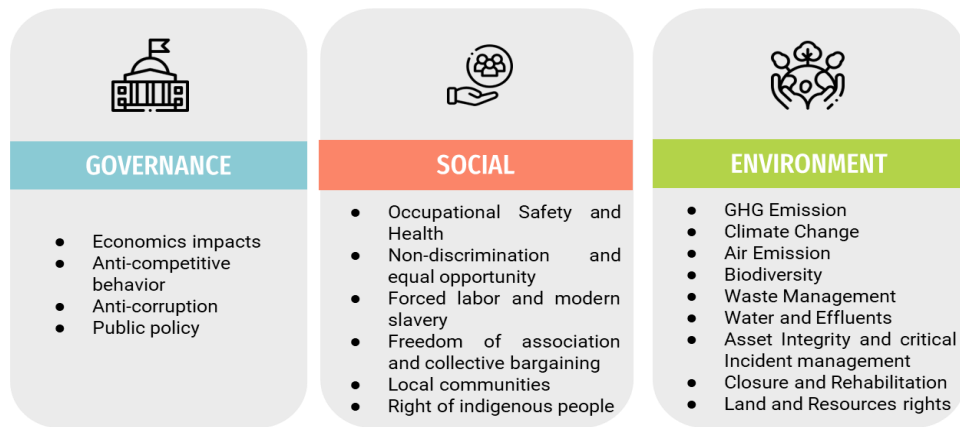 GOVERNANCE
● Economics impacts
● Anti-competitive
behavior
● Anti-corruption
● Public policy
SOCIAL
● Occupational Safety and
Health
● Non-discrimination and
equal opportunity
● Forced labor and modern
slavery
● Freedom of association
and collective bargaining
● Local communities
● Right of indigenous people
ENVIRONMENT
● GHG Emission
● Climate Change
● Air Emission
● Biodiversity
● Waste Management
● Water and Effluents
● Asset Integrity and critical
Incident management
● Closure and Rehabilitation
● Land and Resources rights